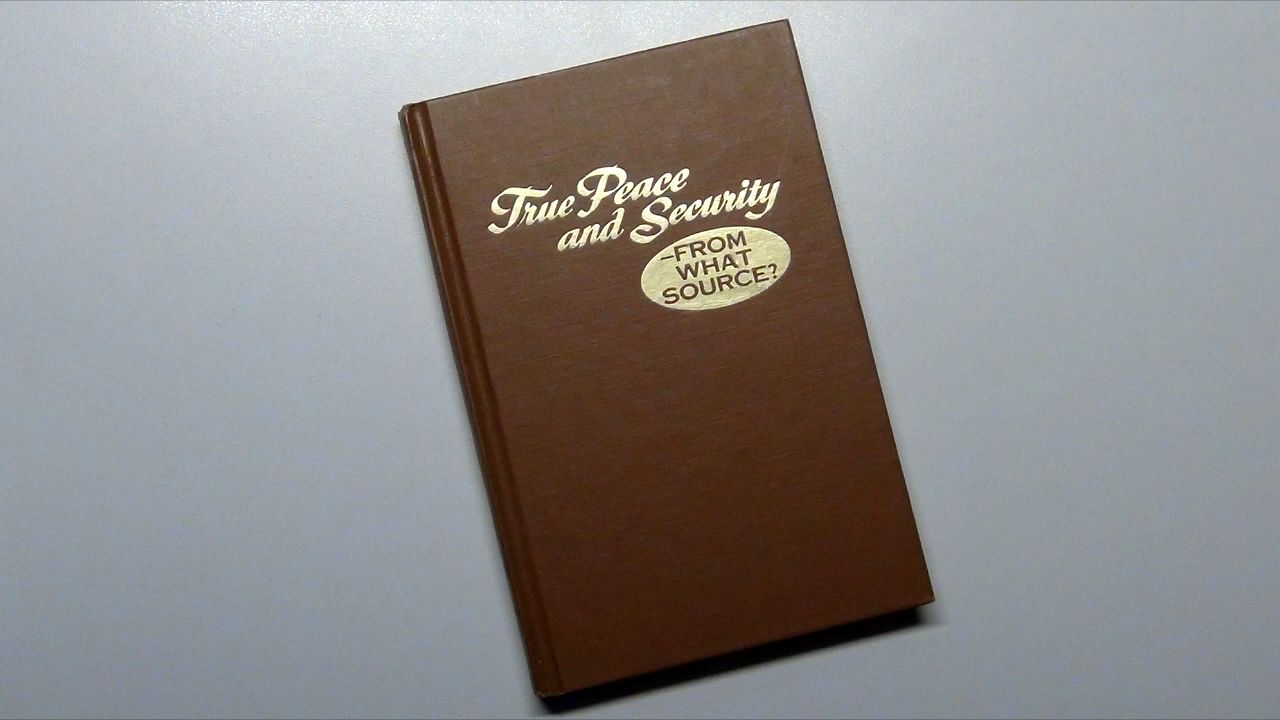 True Peace
and Security
–FROM
WHAT
SOURCE?